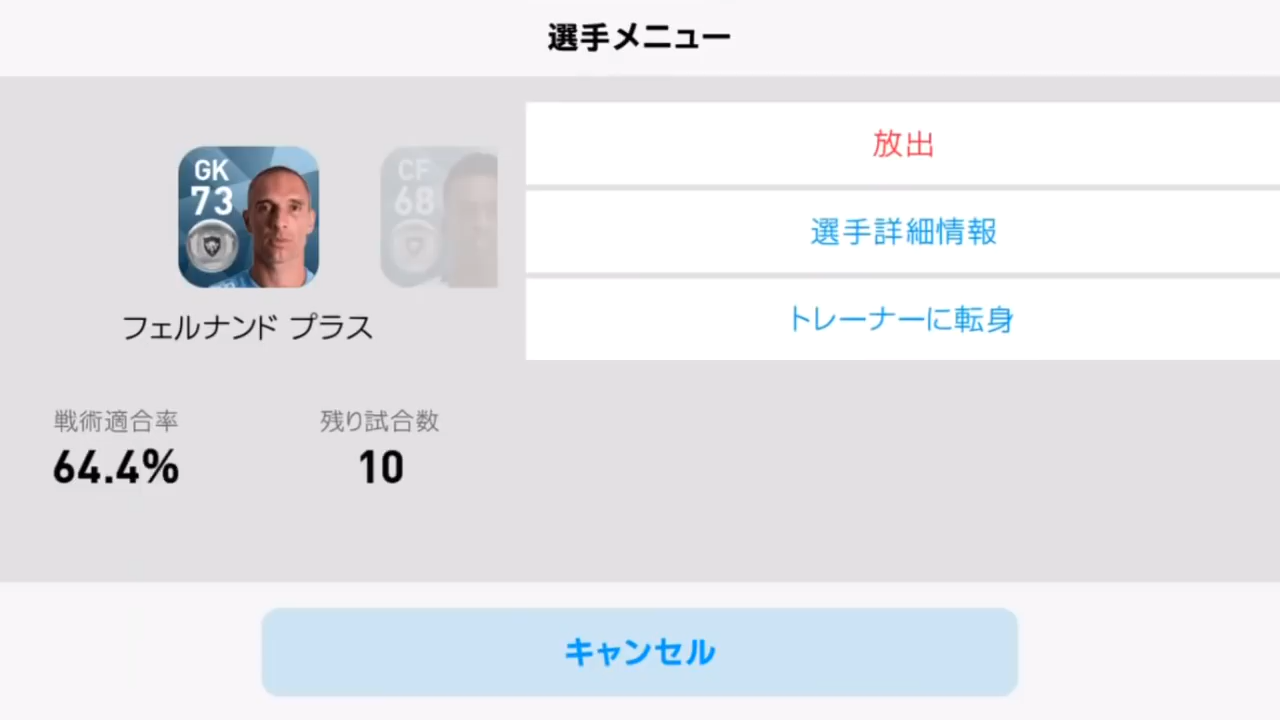 選手メニュー
GK
73
CF
68
フェルナンド プラス
戦術適合率
64.4%
残り試合数
10
放出
選手詳細情報
トレーナーに転身
キャンセル